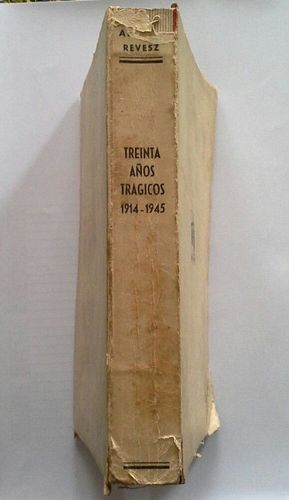 A.
REVESZ
TREINTA
AÑOS
TRAGICOS
1914-1945